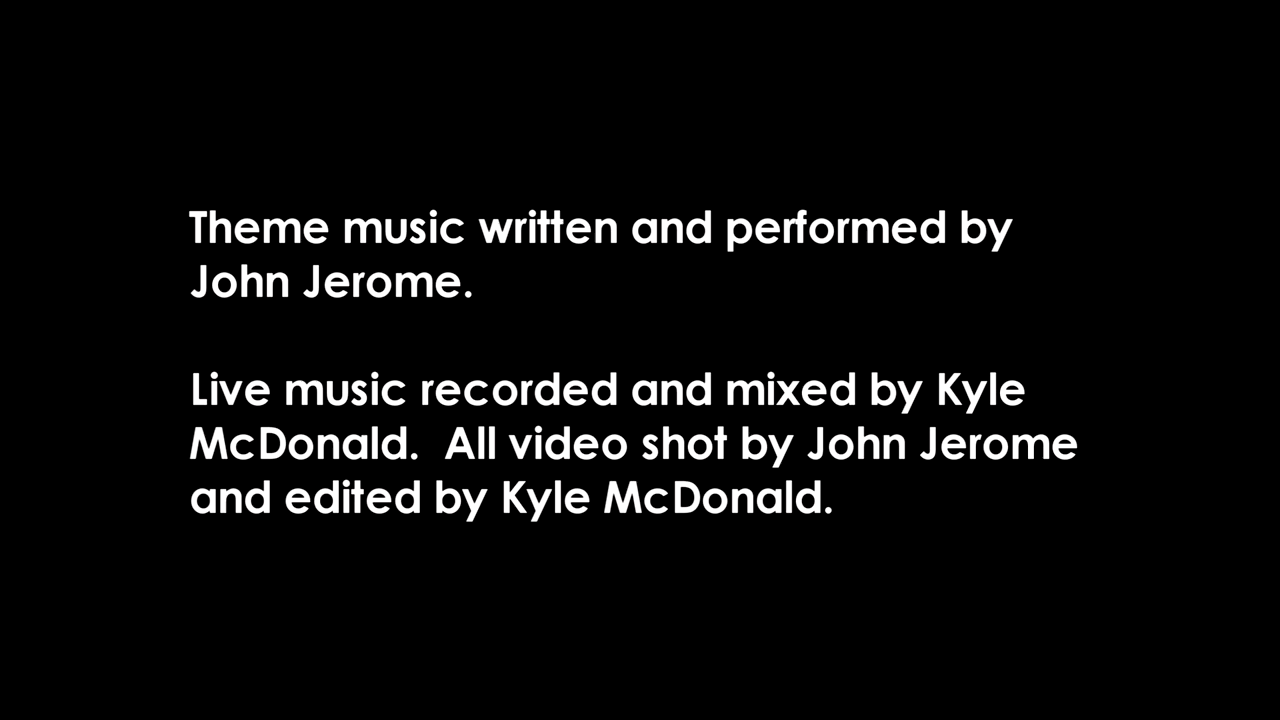 Theme music written and performed by
John Jerome.
Live music recorded and mixed by Kyle
McDonald.  All video shot by John Jerome
and edited by Kyle McDonald.